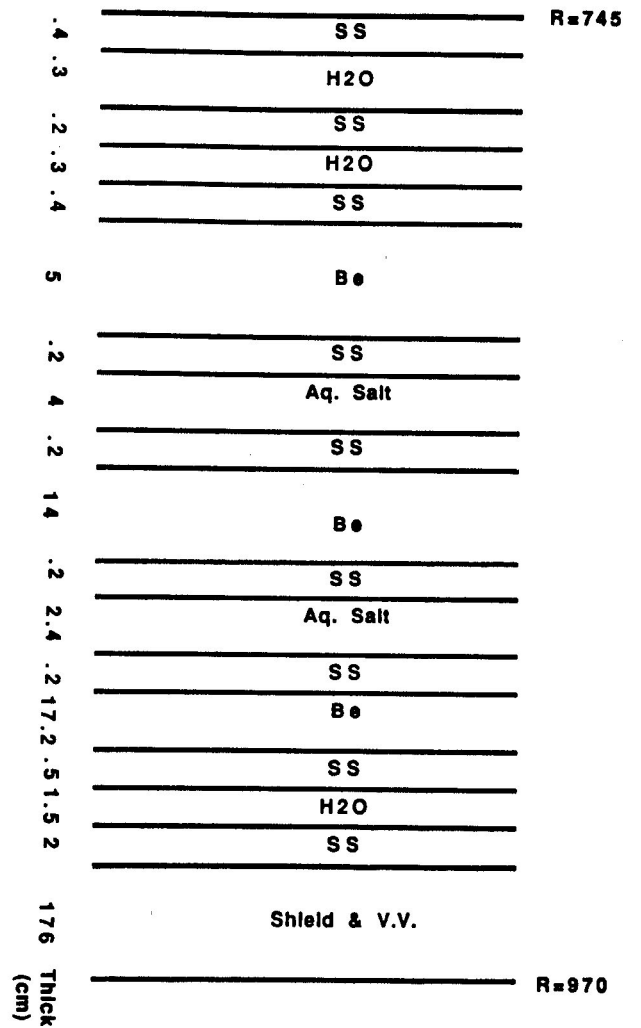 .4 SS R=745
.3 H2O
.2 SS
.3 H2O
.4 SS
5 Be
.2 SS
4 Aq. Salt
.2 SS
14 Be
.2 SS
2.4 Aq. Salt
.2 SS
17.2 Be
.5 SS
1.5 H2O
2 SS
176 Shield & V.V.
Thick R=970
(cm)